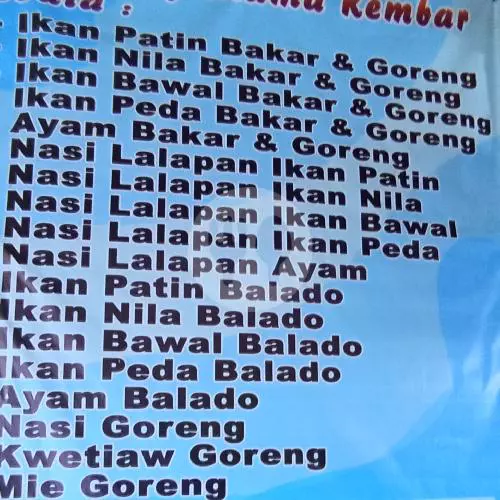 Kembar
- Ikan Patin Bakar & Goreng
Ikan Nila Bakar & Goreng
Ikan Bawal Bakar & Goreng
Ikan Peda Bakar & Goreng
Ayam Bakar & Goreng
Nasi Lalapan Ikan Patin
Nasi Lalapan Ikan Nila
Nasi Lalapan Ikan Bawal
Nasi Lalapan Ikan Peda
Nasi Lalapan Ayam
Ikan Patin Balado
Ikan Nila Balado
Ikan Bawal Balado
Ikan Peda Balado
Ayam Balado
Nasi Goreng
Kwetiaw Goreng
Mie Goreng